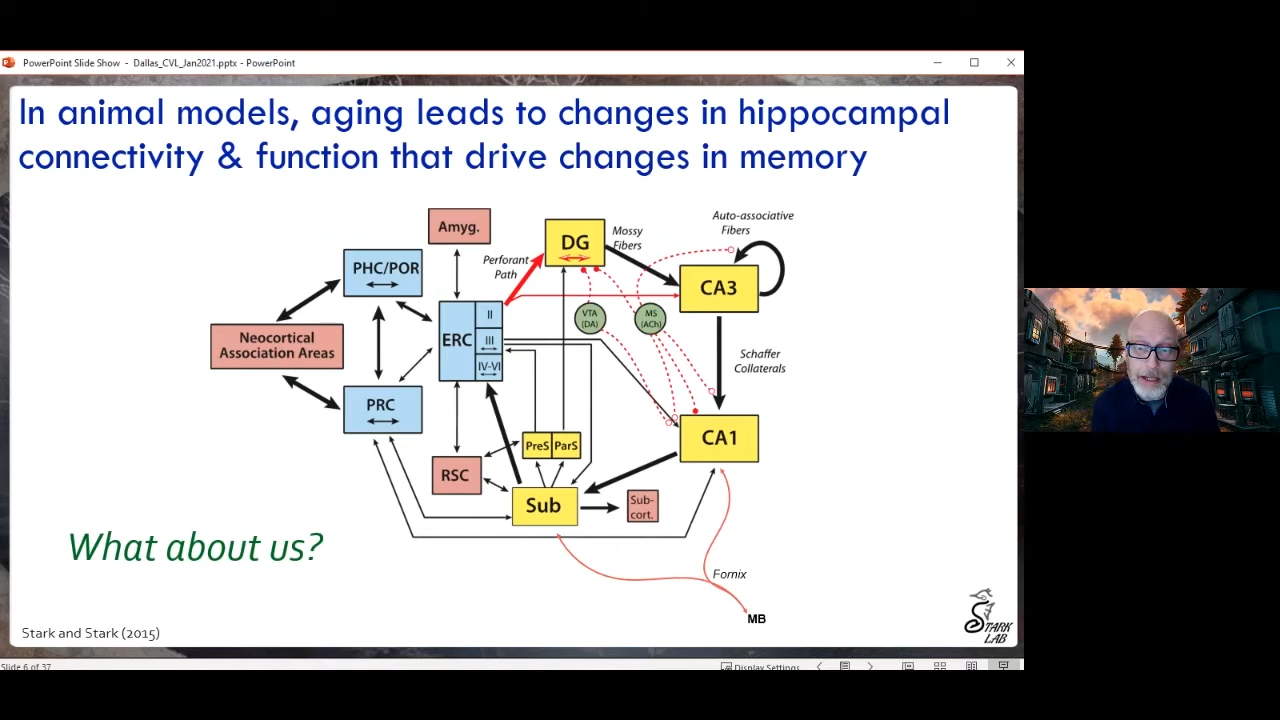 PowerPoint Slide Show - Dallas_CVL_Jan2021.pptx - PowerPoint
In animal models, aging leads to changes in hippocampal
connectivity & function that drive changes in memory
Amyg.
DG
Mossy
Fibers
Auto-associative
Fibers
Perforant
Path
PHC/POR
CA3
ERC
II
III
IV-VI
VTA
(DA)
MS
(ACh)
Neocortical
Association Areas
Schaffer
Collaterals
PRC
CA1
PreS
ParS
RSC
Sub
Sub-
cort.
What about us?
Fornix
MB
Stark and Stark (2015)
STARK
LAB
Slide 6 of 37
Display Settings